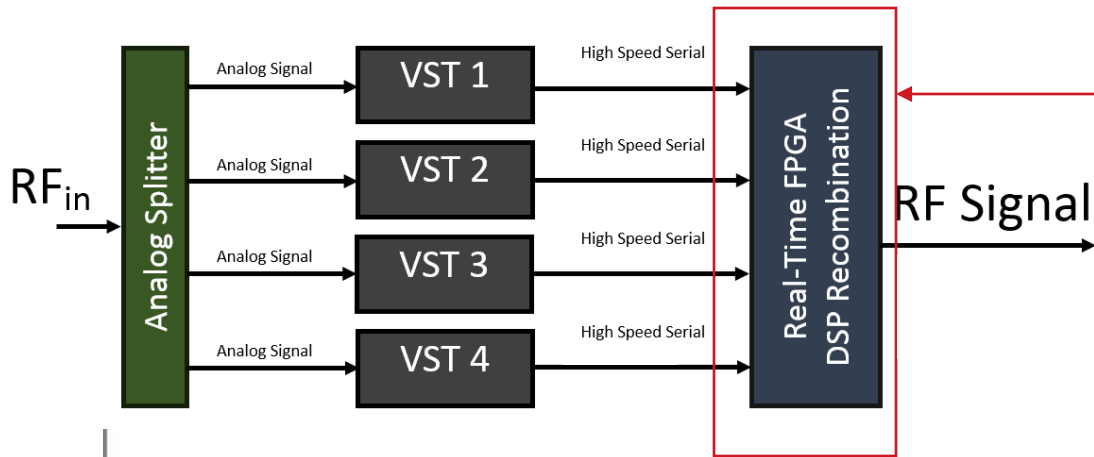 RFin
Analog Splitter
Analog Signal
VST 1
High Speed Serial
Analog Signal
VST 2
High Speed Serial
Analog Signal
VST 3
High Speed Serial
Analog Signal
VST 4
High Speed Serial
Real-Time FPGA
DSP Recombination
RF Signal